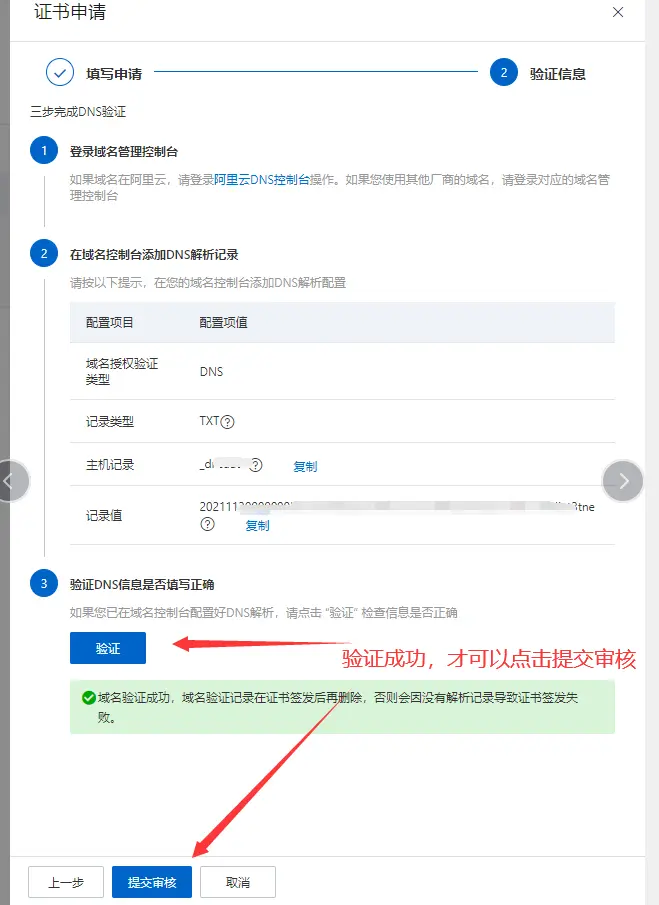 证书申请
填写申请
2
验证信息
三步完成DNS验证
1
登录域名管理控制台
如果域名在阿里云，请登录阿里云DNS控制台操作。如果您使用其他厂商的域名，请登录对应的域名管
理控制台
2
在域名控制台添加DNS解析记录
请按以下提示，在您的域名控制台添加DNS解析配置
配置项目
配置项值
域名授权验证
类型
DNS
记录类型
TXT
主机记录
复制
记录值
复制
3
验证DNS信息是否填写正确
如果您已在域名控制台配置好DNS解析，请点击 “验证” 检查信息是否正确
验证
验证成功，才可以点击提交审核
域名验证成功，域名验证记录在证书签发后再删除，否则会因没有解析记录导致证书签发失
败。
上一步
提交审核
取消